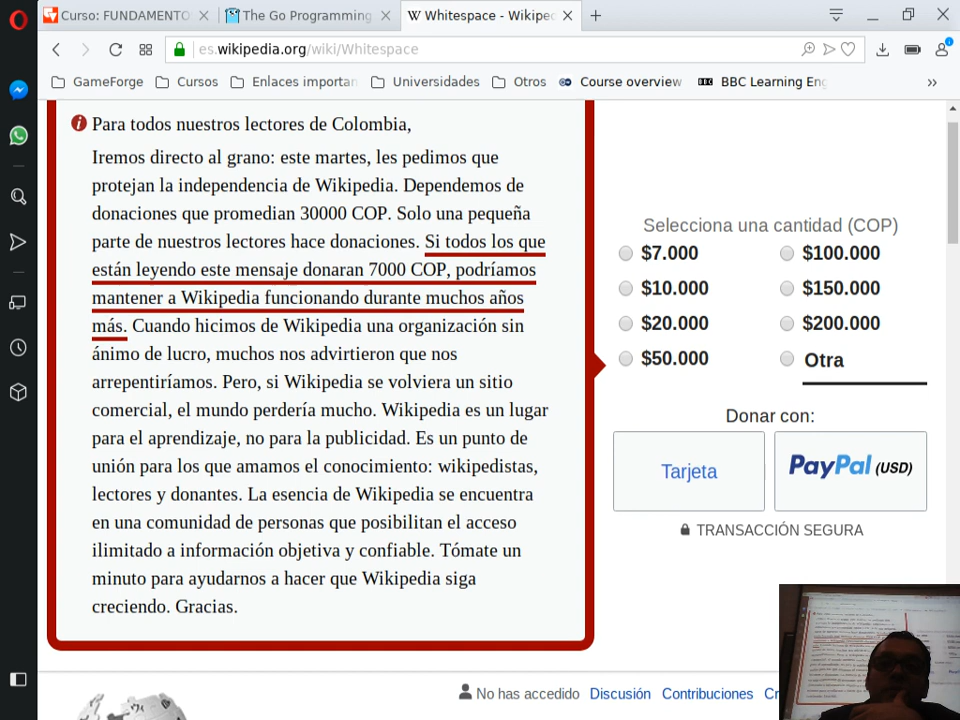 Curso: FUNDAMENTO
The Go Programming
W Whitespace - Wikiped
es.wikipedia.org/wiki/Whitespace
GameForge
Cursos
Enlaces importan
Universidades
Otros
Course overview
BBC Learning Eng
Para todos nuestros lectores de Colombia,
Iremos directo al grano: este martes, les pedimos que
protejan la independencia de Wikipedia. Dependemos de
donaciones que promedian 30000 COP. Solo una pequeña
parte de nuestros lectores hace donaciones. Si todos los que
están leyendo este mensaje donaran 7000 COP, podríamos
mantener a Wikipedia funcionando durante muchos años
más. Cuando hicimos de Wikipedia una organización sin
ánimo de lucro, muchos nos advirtieron que nos
arrepentiríamos. Pero, si Wikipedia se volviera un sitio
comercial, el mundo perdería mucho. Wikipedia es un lugar
para el aprendizaje, no para la publicidad. Es un punto de
unión para los que amamos el conocimiento: wikipedistas,
lectores y donantes. La esencia de Wikipedia se encuentra
en una comunidad de personas que posibilitan el acceso
ilimitado a información objetiva y confiable. Tómate un
minuto para ayudarnos a hacer que Wikipedia siga
creciendo. Gracias.
Selecciona una cantidad (COP)
$7.000 $100.000
$10.000 $150.000
$20.000 $200.000
$50.000 Otra
Donar con:
Tarjeta
PayPal (USD)
TRANSACCIÓN SEGURA
No has accedido Discusión Contribuciones Cr